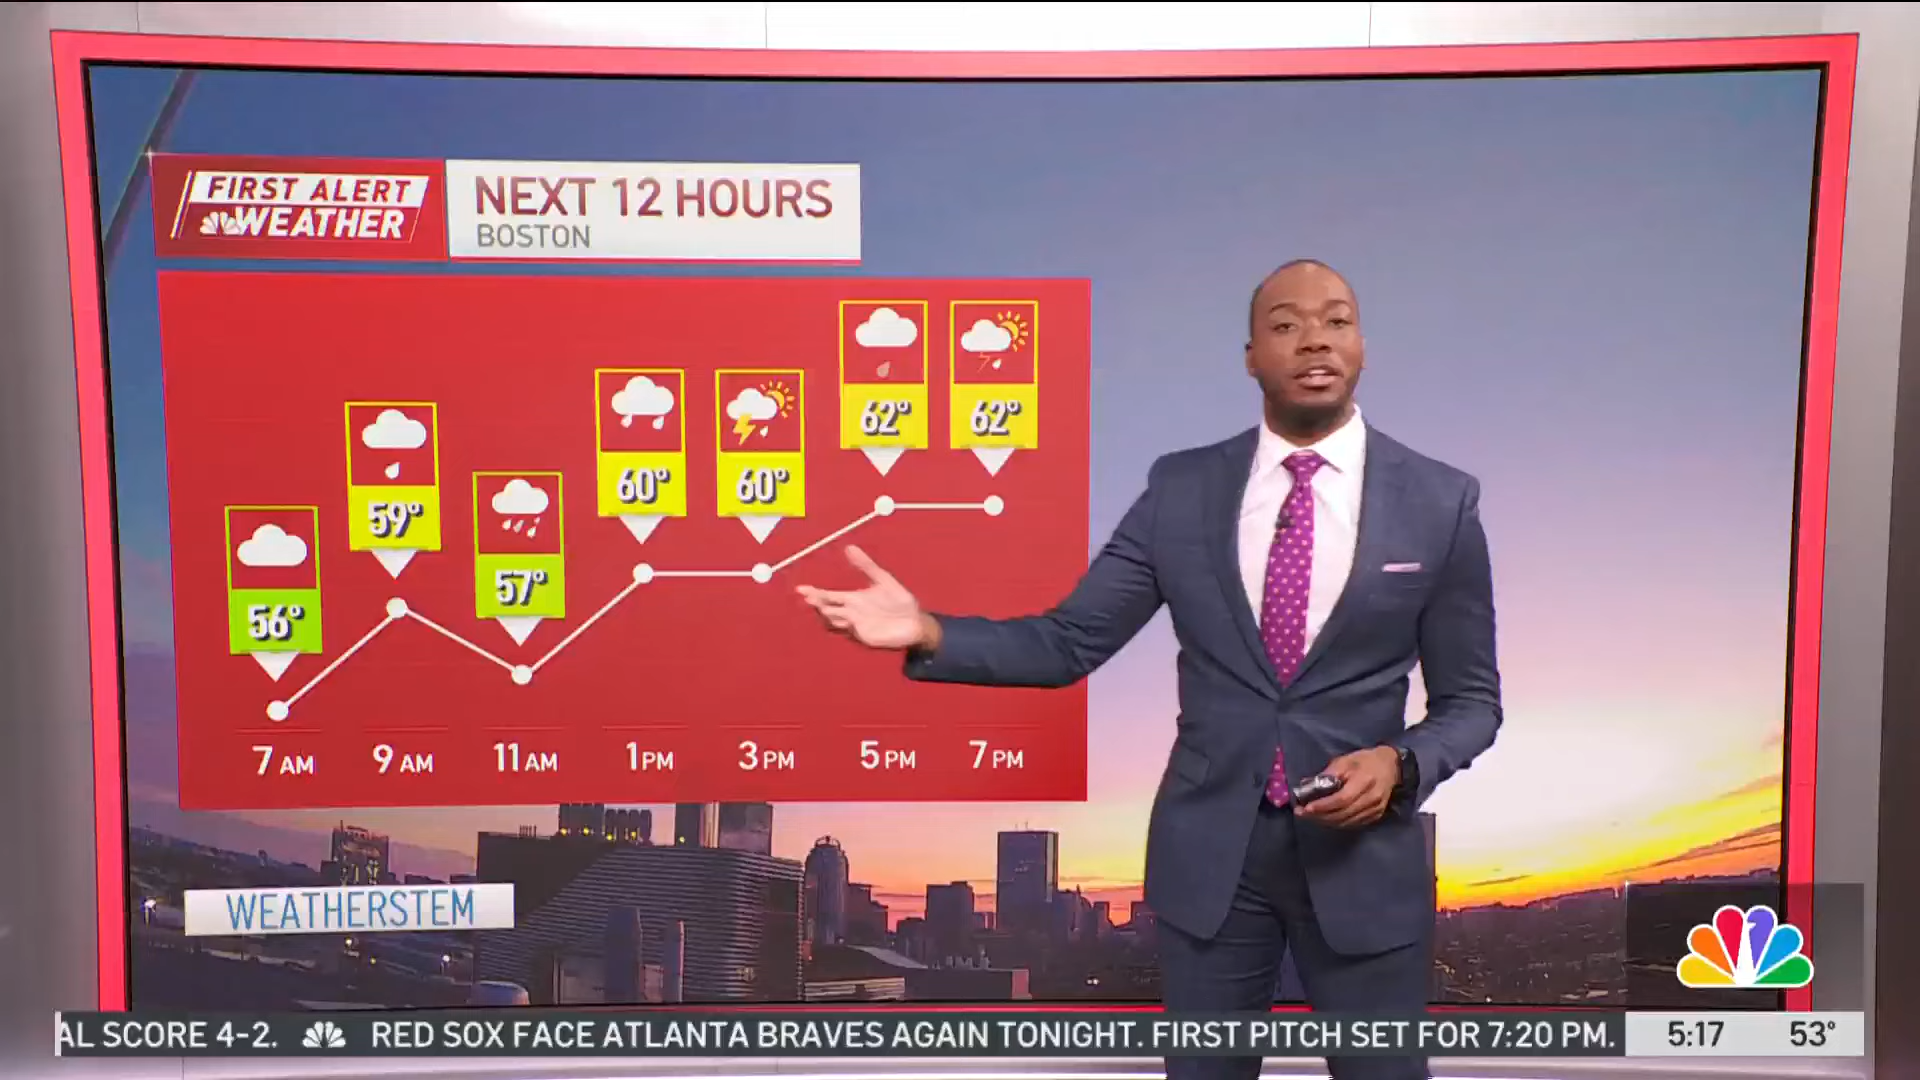 FIRST ALERT
WEATHER
NEXT 12 HOURS
BOSTON
56°
59°
57°
60°
60°
62°
62°
7 AM
9 AM
11 AM
1 PM
3 PM
5 PM
7 PM
WEATHERSTEM
AL SCORE 4-2. RED SOX FACE ATLANTA BRAVES AGAIN TONIGHT. FIRST PITCH SET FOR 7:20 PM.
5:17 53°